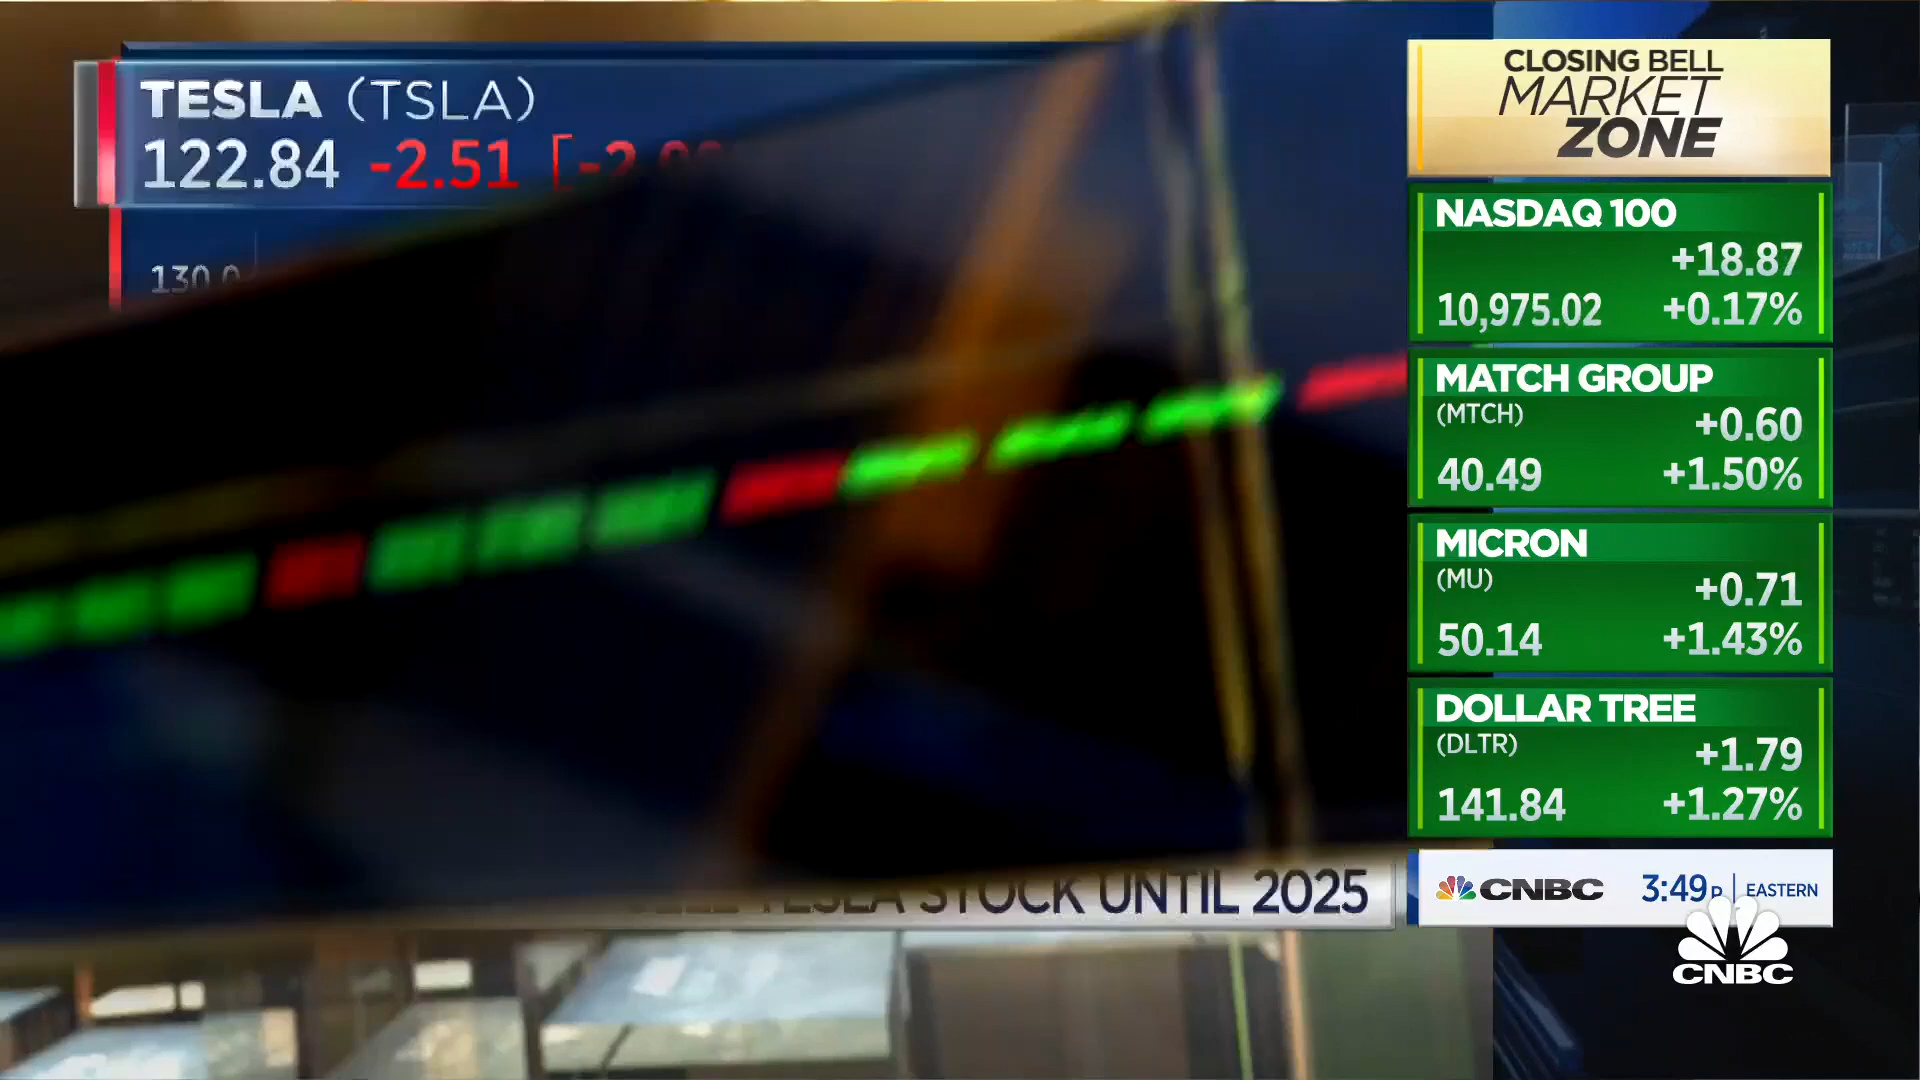 TESLA (TSLA)
122.84 -2.51
130.0
STOCK UNTIL 2025
CLOSING BELL
MARKET
ZONE
NASDAQ 100
+18.87
10,975.02 +0.17%
MATCH GROUP
(MTCH) +0.60
40.49 +1.50%
MICRON
(MU) +0.71
50.14 +1.43%
DOLLAR TREE
(DLTR) +1.79
141.84 +1.27%
CNBC 3:49P EASTERN
CNBC